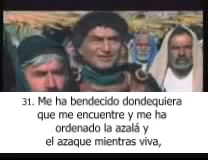 31. Me ha bendecido dondequiera
que me encuentre y me ha
ordenado la azalá y
el azaque mientras viva,